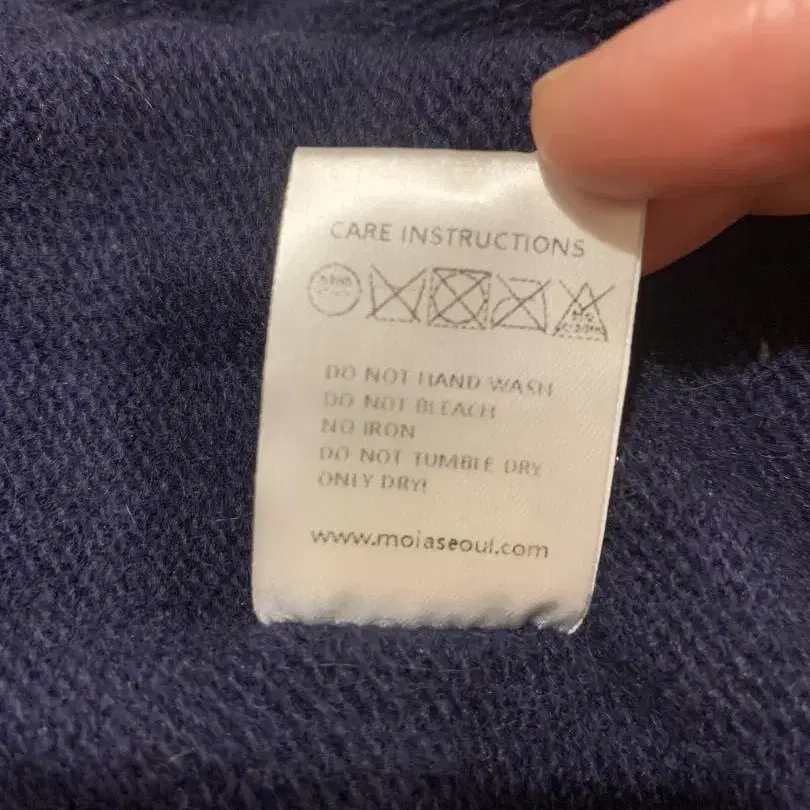 CARE INSTRUCTIONS
DO NOT HAND WASH
DO NOT BLEACH
NO IRON
DO NOT TUMBLE DRY
ONLY DRY!
www.moiaseoul.com